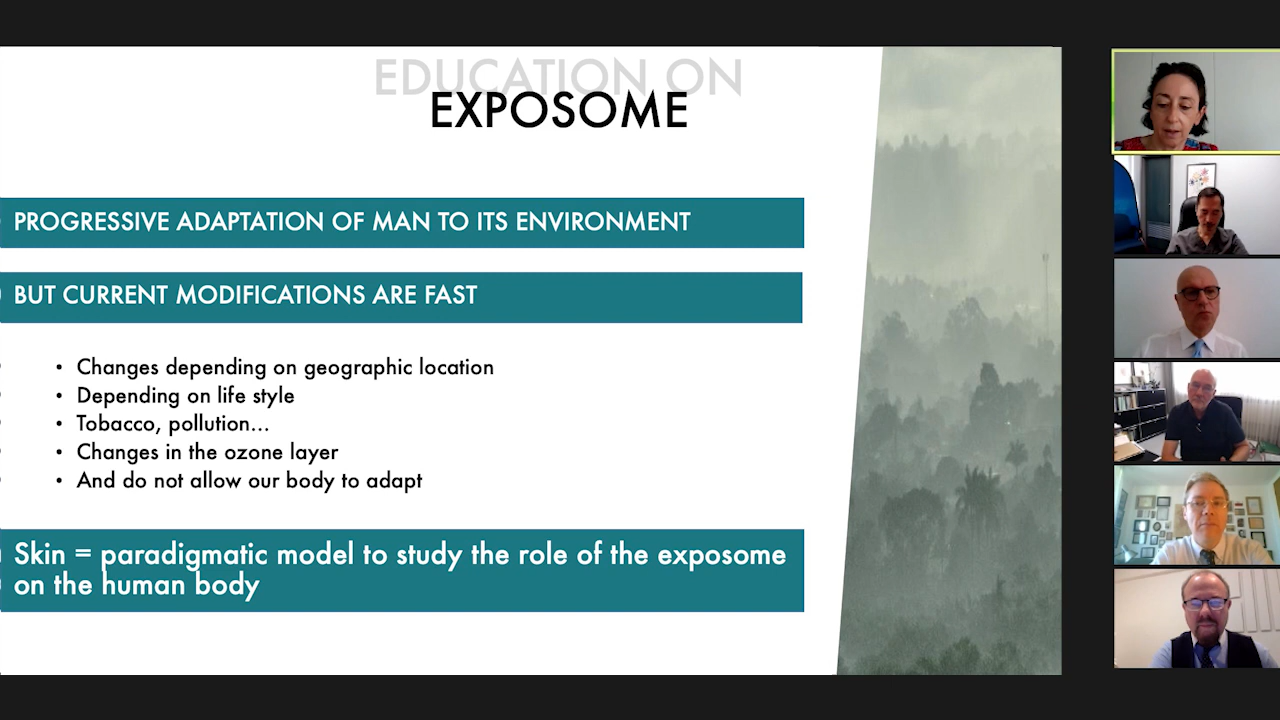 EDUCATION ON
EXPOSOME
PROGRESSIVE ADAPTATION OF MAN TO ITS ENVIRONMENT
BUT CURRENT MODIFICATIONS ARE FAST
• Changes depending on geographic location
• Depending on life style
• Tobacco, pollution...
• Changes in the ozone layer
• And do not allow our body to adapt
Skin = paradigmatic model to study the role of the exposome
on the human body